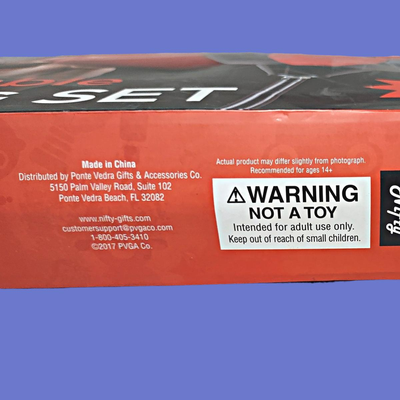 SET
Made in China
Distributed by Ponte Vedra Gifts & Accessories Co.
5150 Palm Valley Road, Suite 102
Ponte Vedra Beach, FL 32082
www.nifty-gifts.com
customersupport@pvgaco.com
1-800-405-3410
©2017 PVGA Co.
Actual product may differ slightly from photograph.
Recommended for ages 14+
WARNING
NOT A TOY
Intended for adult use only.
Keep out of reach of small children.